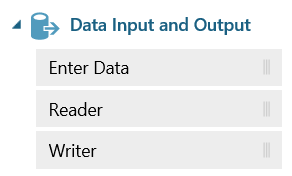 Data Input and Output
Enter Data
Reader
Writer